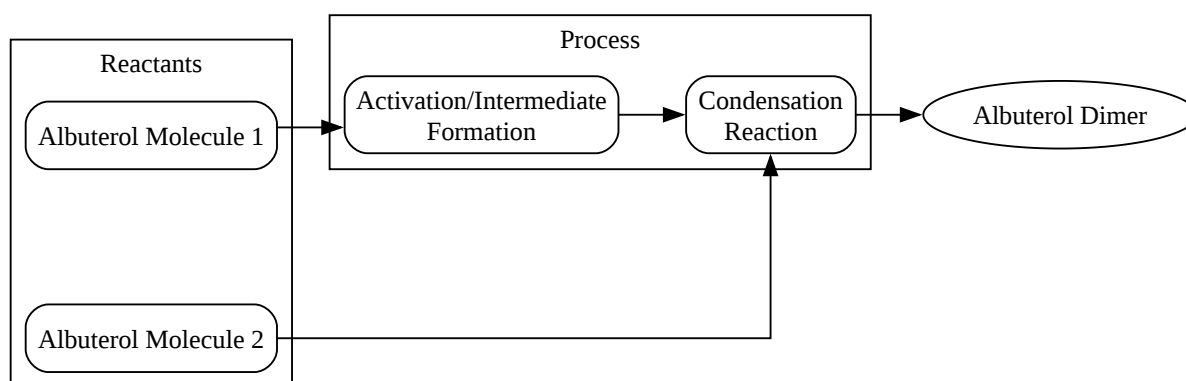 Process
Reactants
Activation/Intermediate
Formation
Condensation
Reaction
Albuterol Dimer
Albuterol Molecule 1
Albuterol Molecule 2